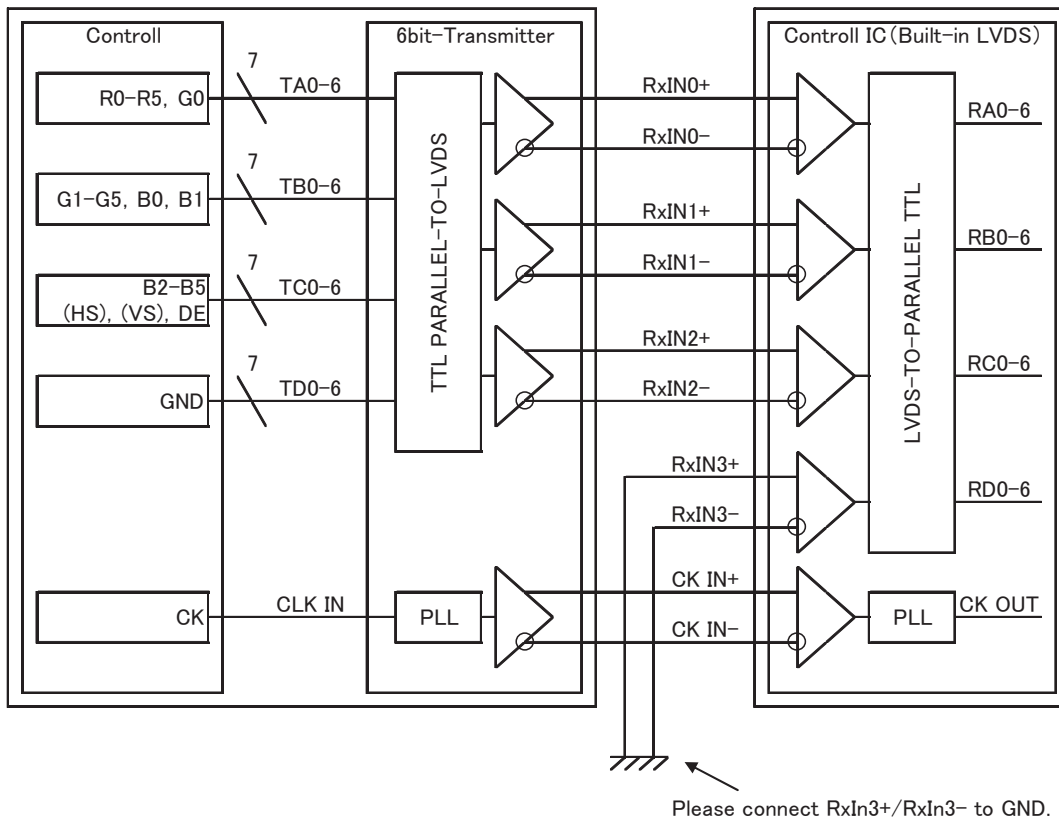 Controll
6bit-Transmitter
Controll IC(Built-in LVDS)
R0-R5, G0
7
TA0-6
RxIN0+
RxIN0-
RA0-6
G1-G5, B0, B1
7
TB0-6
RxIN1+
RxIN1-
RB0-6
B2-B5
(HS), (VS), DE
7
TC0-6
RxIN2+
RxIN2-
RC0-6
GND
7
TD0-6
TTL PARALLEL-TO-LVDS
RxIN3+
RxIN3-
LVDS-TO-PARALLEL TTL
RD0-6
CK
CLK IN
PLL
CK IN+
CK IN-
PLL
CK OUT
Please connect RxIn3+/RxIn3- to GND.